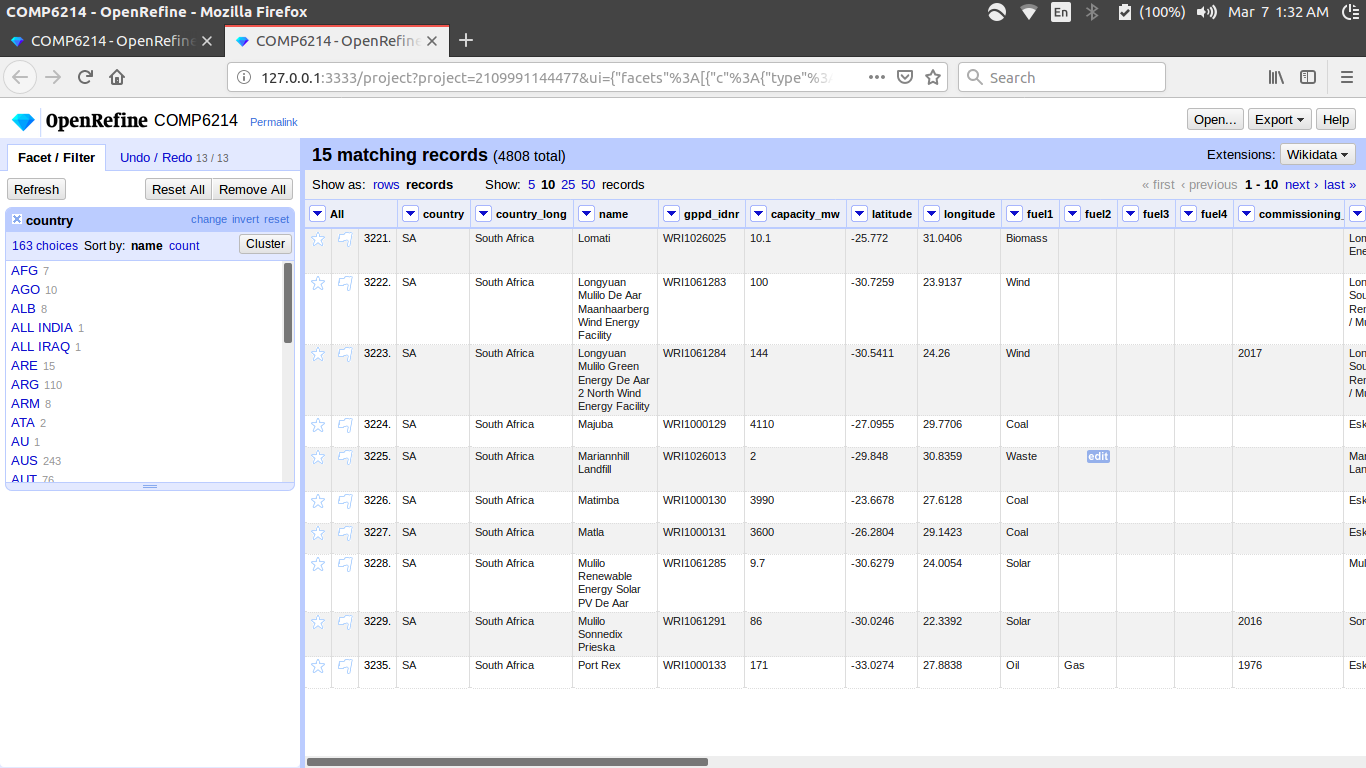 COMP6214 - OpenRefine - Mozilla Firefox
En (100%) Mar 7 1:32 AM
COMP6214 - OpenRefine
COMP6214 - OpenRefine
127.0.0.1:3333/project?project=2109991144477&ui={"facets"%3A[{"c"%3A{"type"%3
Search
OpenRefine COMP6214 Permalink
Open... Export Help
Facet / Filter
Undo / Redo 13 / 13
15 matching records (4808 total)
Extensions: Wikidata
Refresh
Reset All Remove All
Show as: rows records Show: 5 10 25 50 records
« first ‹ previous 1 - 10 next › last »
country
change invert reset
163 choices Sort by: name count
Cluster
AFG 7
AGO 10
ALB 8
ALL INDIA 1
ALL IRAQ 1
ARE 15
ARG 110
ARM 8
ATA 2
AU 1
AUS 243
AUT 76
All country country_long name gppd_idnr capacity_mw latitude longitude fuel1 fuel2 fuel3 fuel4 commissioning_
3221. SA South Africa Lomati WRI1026025 10.1 -25.772 31.0406 Biomass Lom
Ene
3222. SA South Africa Longyuan WRI1061283 100 -30.7259 23.9137 Wind Lon
Mulilo De Aar Sou
Maanhaarberg Ren
Wind Energy / Mu
Facility
3223. SA South Africa Longyuan WRI1061284 144 -30.5411 24.26 Wind 2017 Lon
Mulilo Green Sou
Energy De Aar Ren
2 North Wind / Mu
Energy Facility
3224. SA South Africa Majuba WRI1000129 4110 -27.0955 29.7706 Coal Esk
3225. SA South Africa Mariannhill WRI1026013 2 -29.848 30.8359 Waste edit Mar
Landfill Lan
3226. SA South Africa Matimba WRI1000130 3990 -23.6678 27.6128 Coal Esk
3227. SA South Africa Matla WRI1000131 3600 -26.2804 29.1423 Coal Esk
3228. SA South Africa Mulilo WRI1061285 9.7 -30.6279 24.0054 Solar Mul
Renewable
Energy Solar
PV De Aar
3229. SA South Africa Mulilo WRI1061291 86 -30.0246 22.3392 Solar 2016 Son
Sonnedix
Prieska
3235. SA South Africa Port Rex WRI1000133 171 -33.0274 27.8838 Oil Gas 1976 Esk